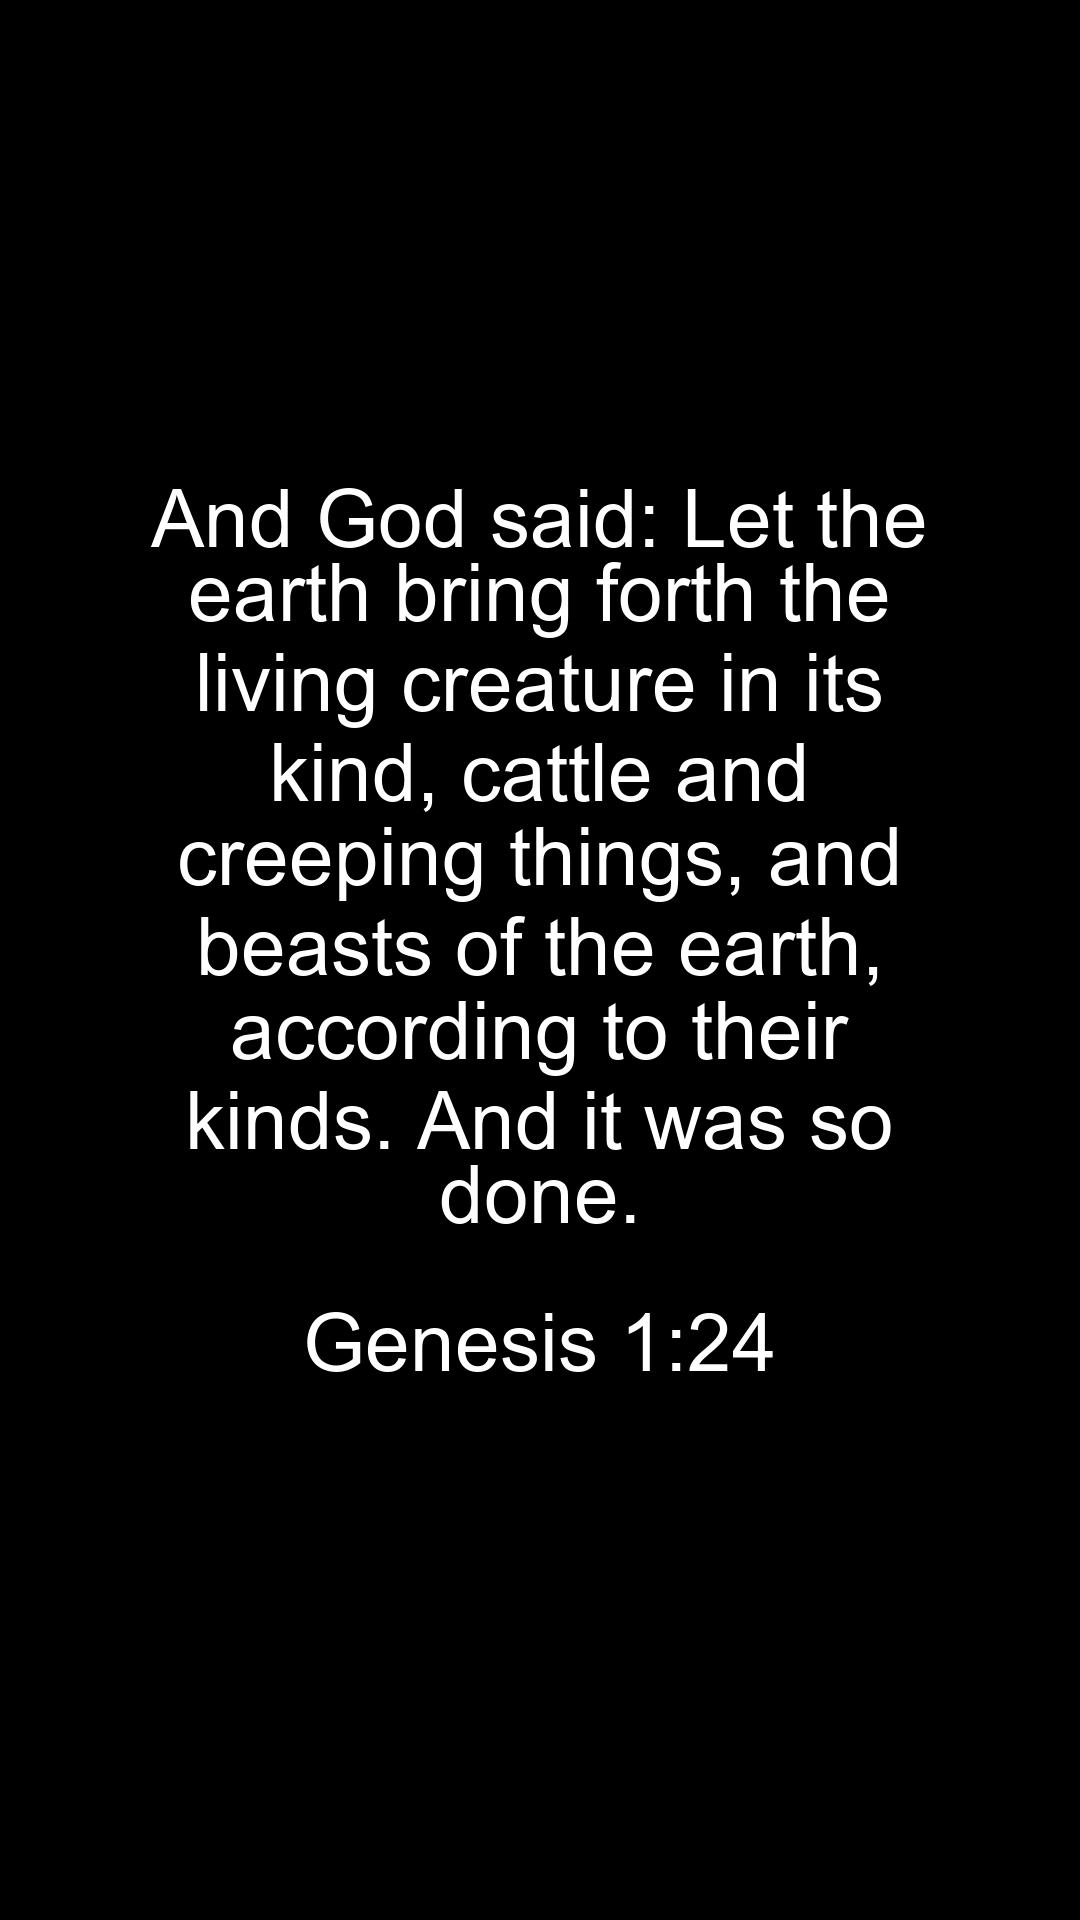 And God said: Let the
earth bring forth the
living creature in its
kind, cattle and
creeping things, and
beasts of the earth,
according to their
kinds. And it was so
done.
Genesis 1:24